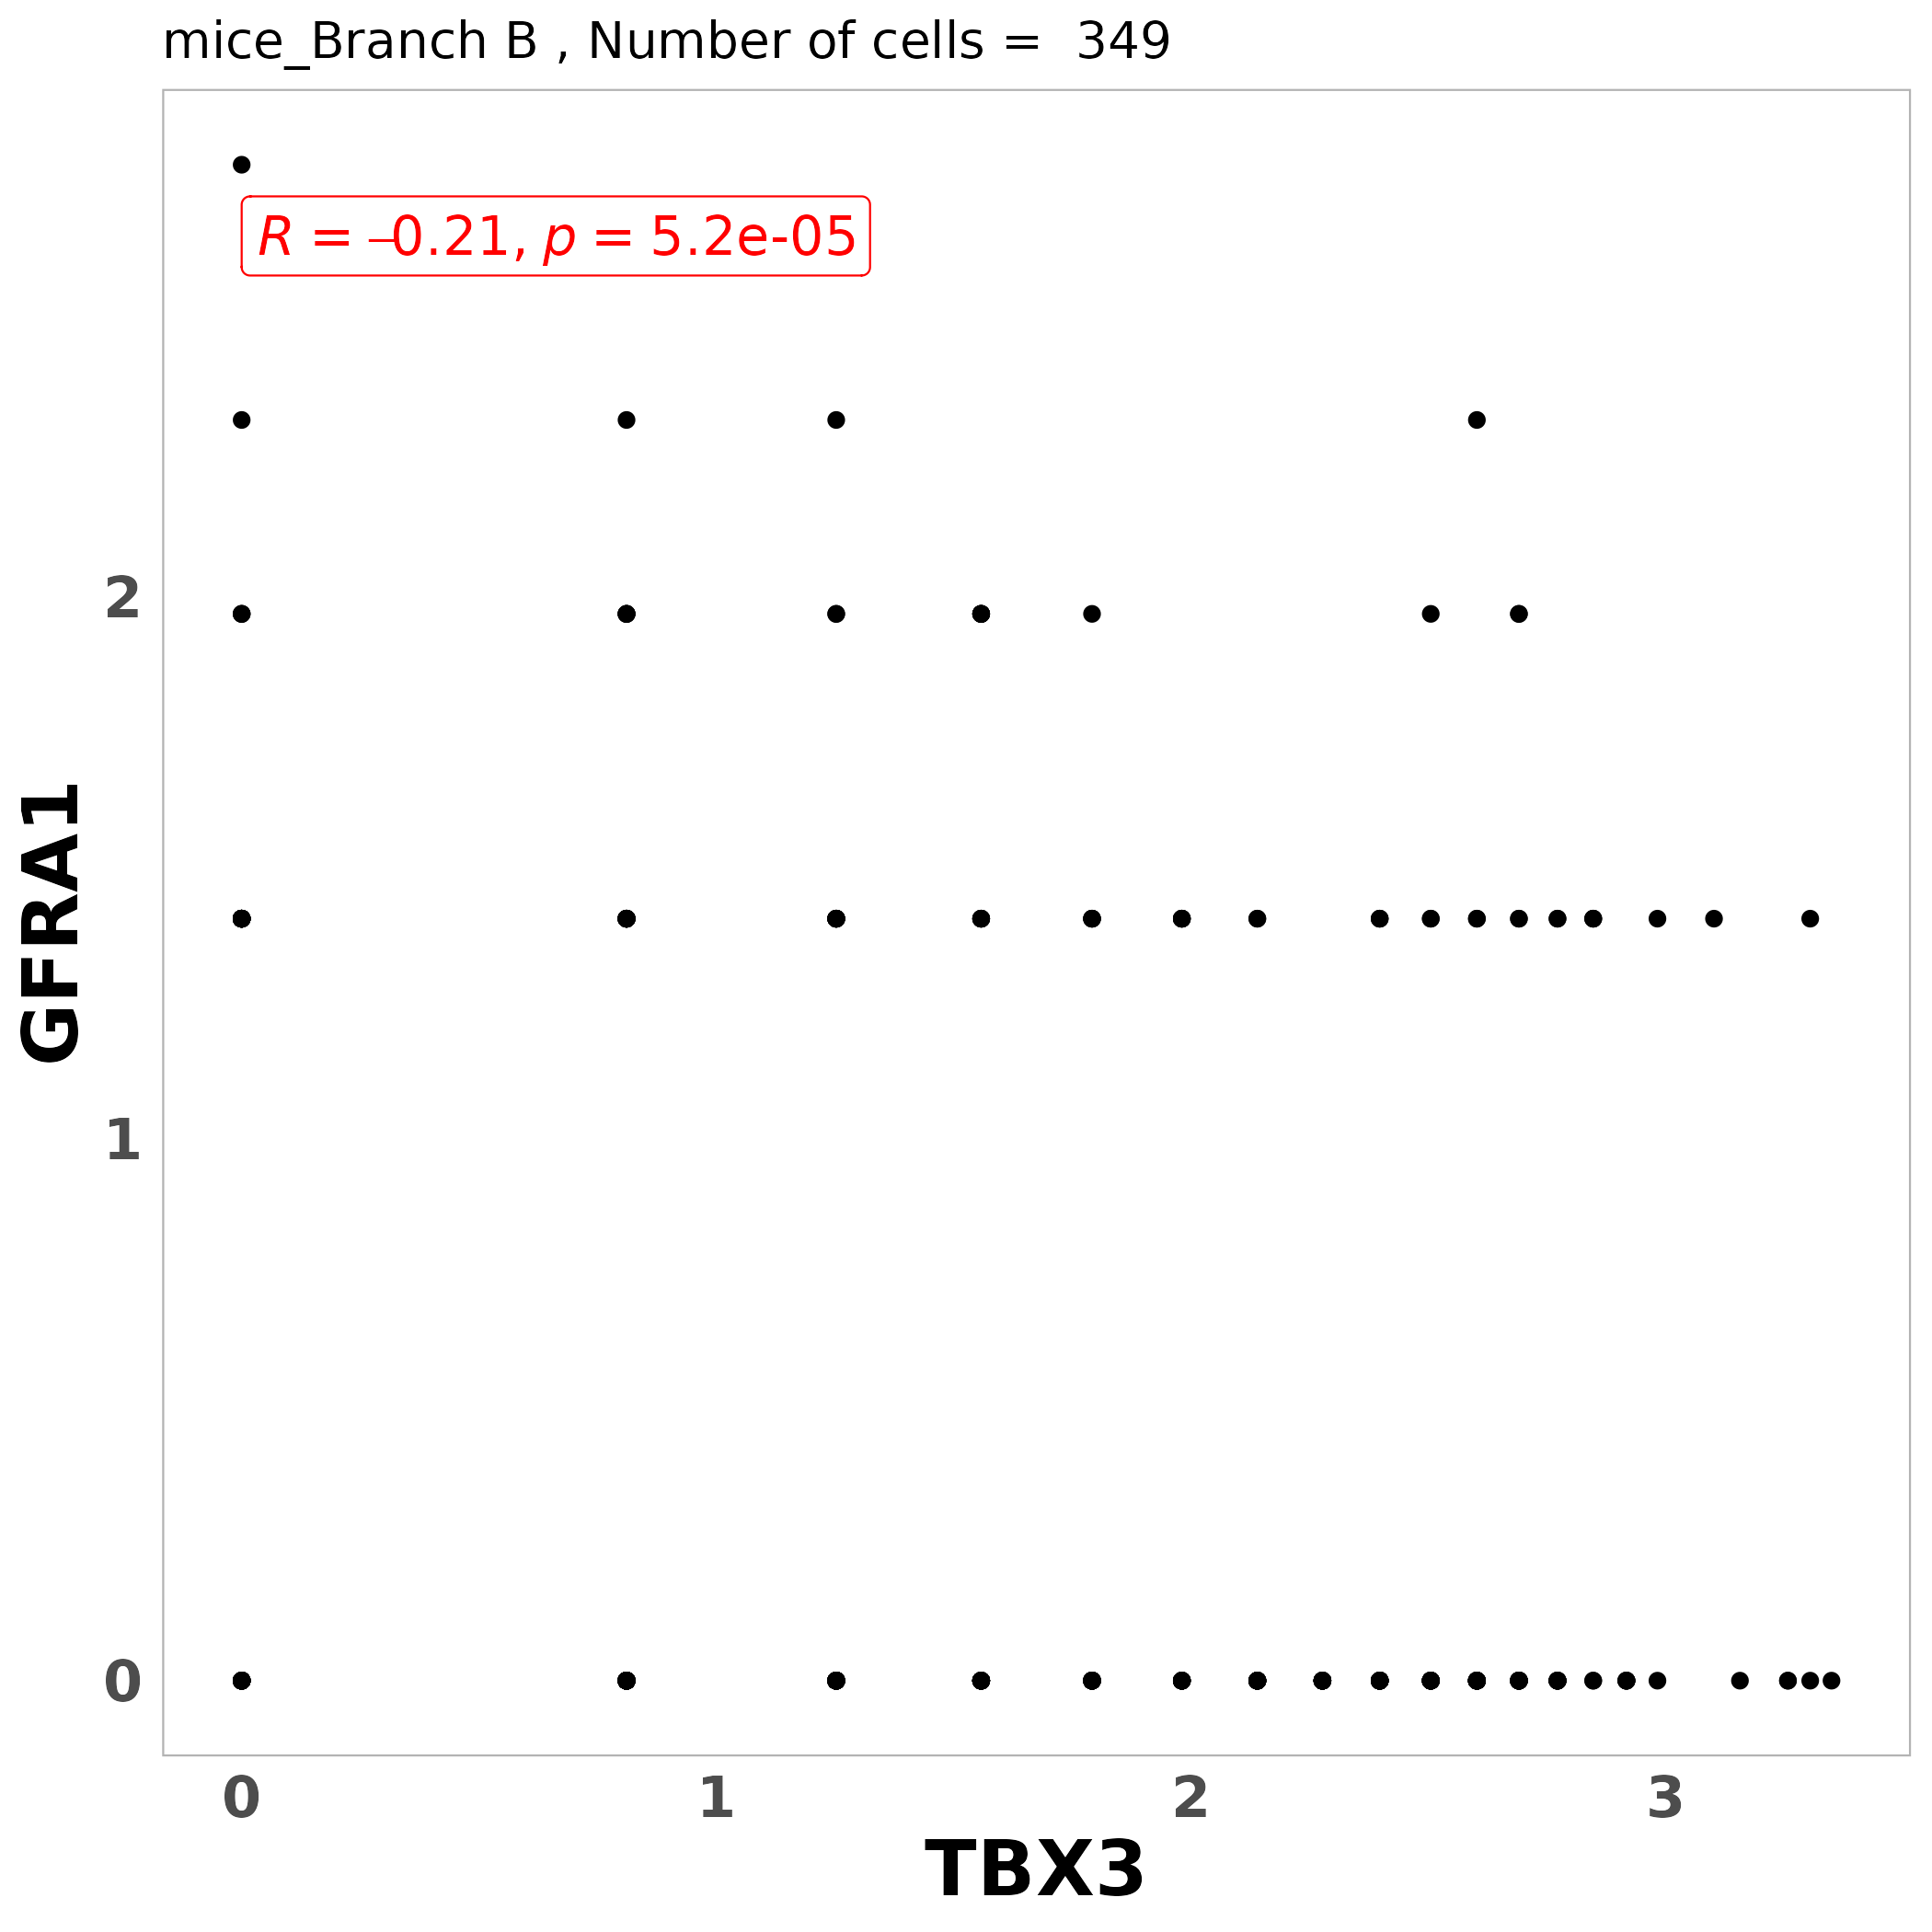 mice_Branch B , Number of cells =  349
R = –0.21, p = 5.2e-05
GFRA1
2
1
0
0 1 2 3
TBX3